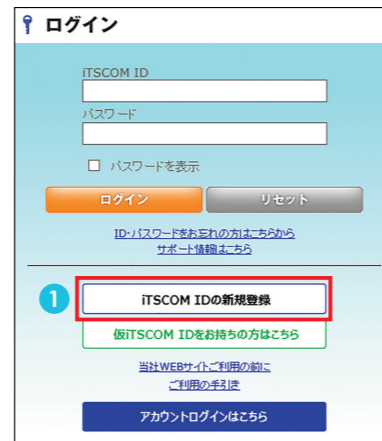 ログイン
iTSCOM ID
パスワード
パスワードを表示
ログイン リセット
ID・パスワードをお忘れの方はこちらから
サポート情報はこちら
1 iTSCOM IDの新規登録
仮iTSCOM IDをお持ちの方はこちら
当社WEBサイトご利用の前に
ご利用の手引き
アカウントログインはこちら